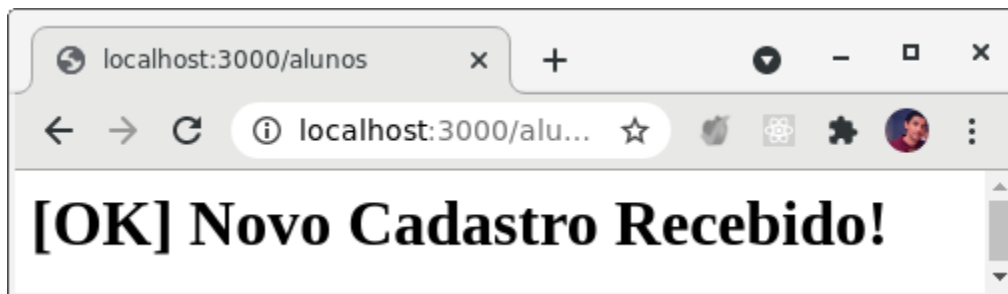 localhost:3000/alunos
localhost:3000/alu...
[OK] Novo Cadastro Recebido!